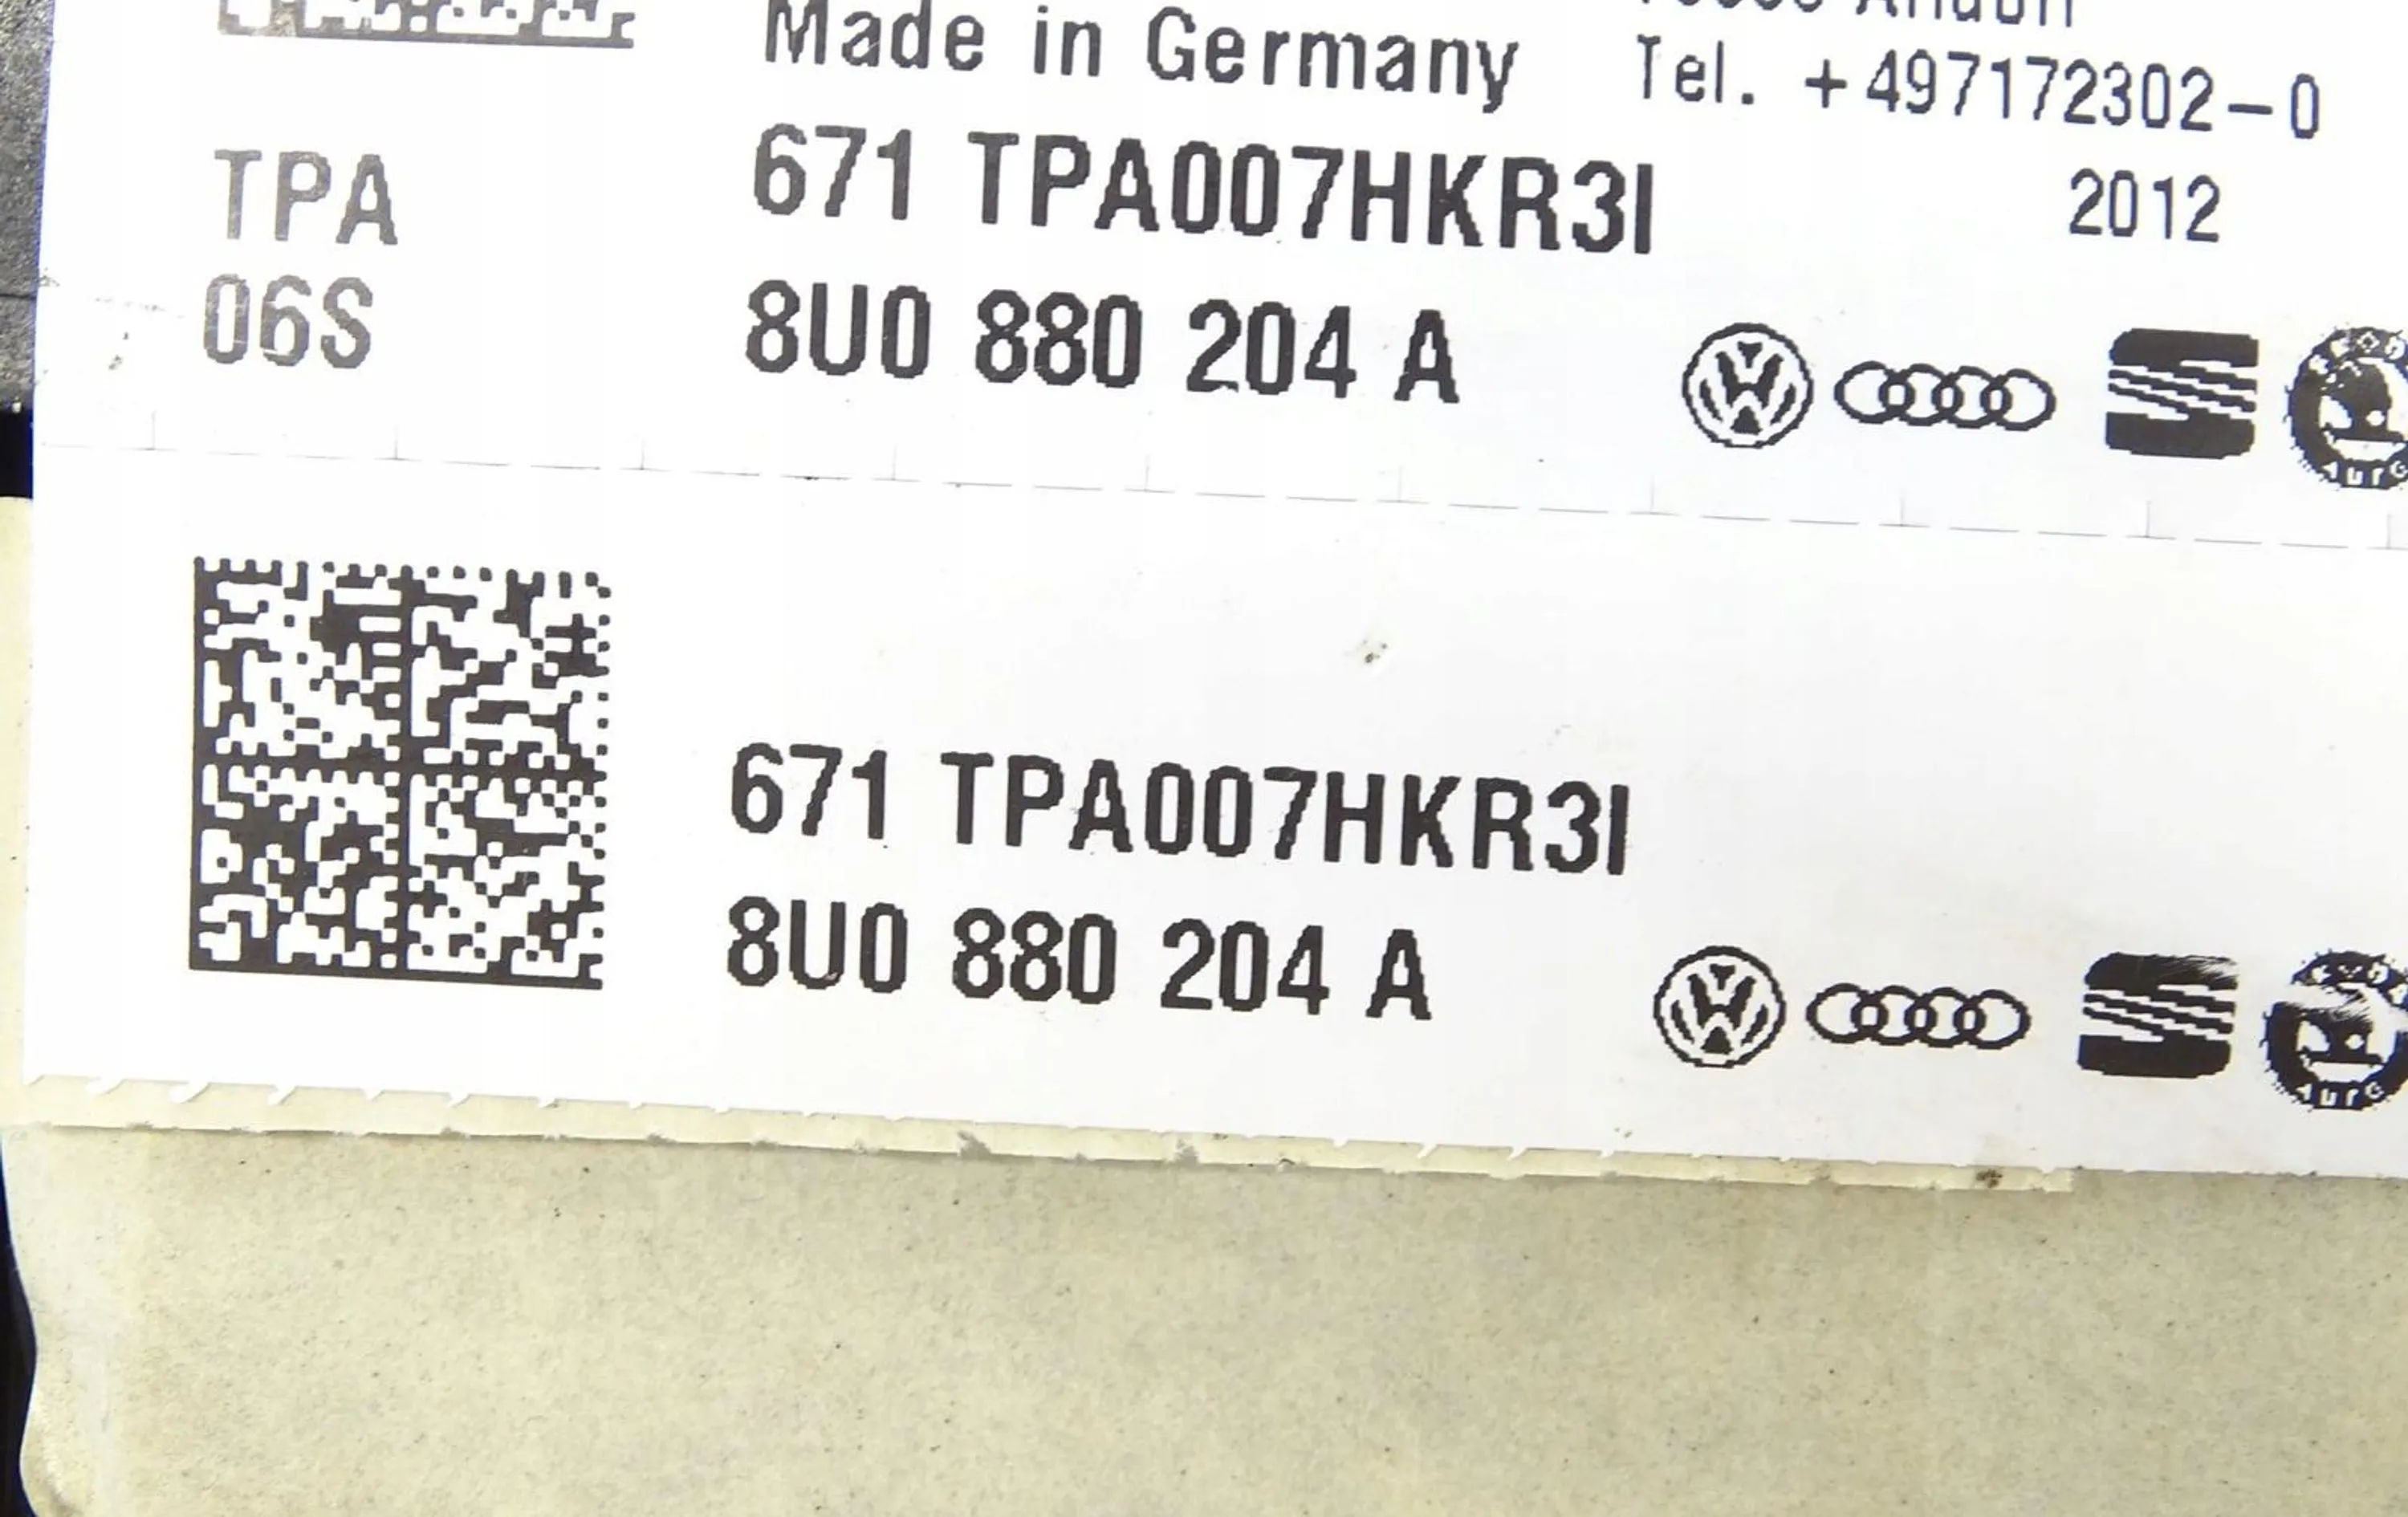 Made in Germany
Tel. +497172302-0
TPA
671 TPA007HKR3I
2012
06S
8U0 880 204 A
671 TPA007HKR3I
8U0 880 204 A